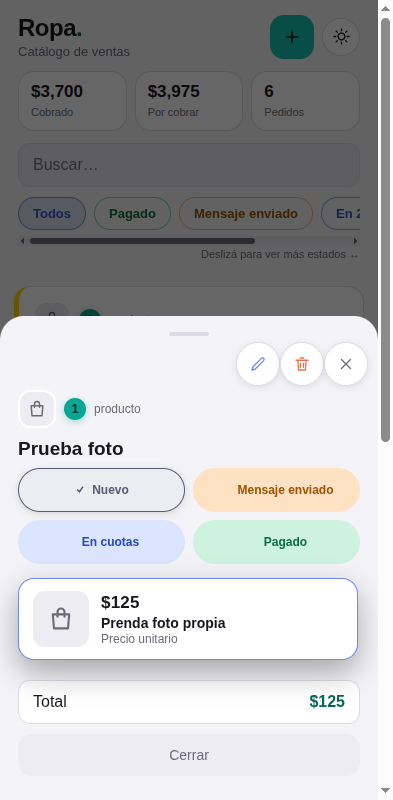 Ropa.
Catálogo de ventas
+
$3,700
Cobrado
$3,975
Por cobrar
6
Pedidos
Buscar…
Todos
Pagado
Mensaje enviado
En 2
Deslizá para ver más estados ↔
1 producto
Prueba foto
✓ Nuevo
Mensaje enviado
En cuotas
Pagado
$125
Prenda foto propia
Precio unitario
Total $125
Cerrar